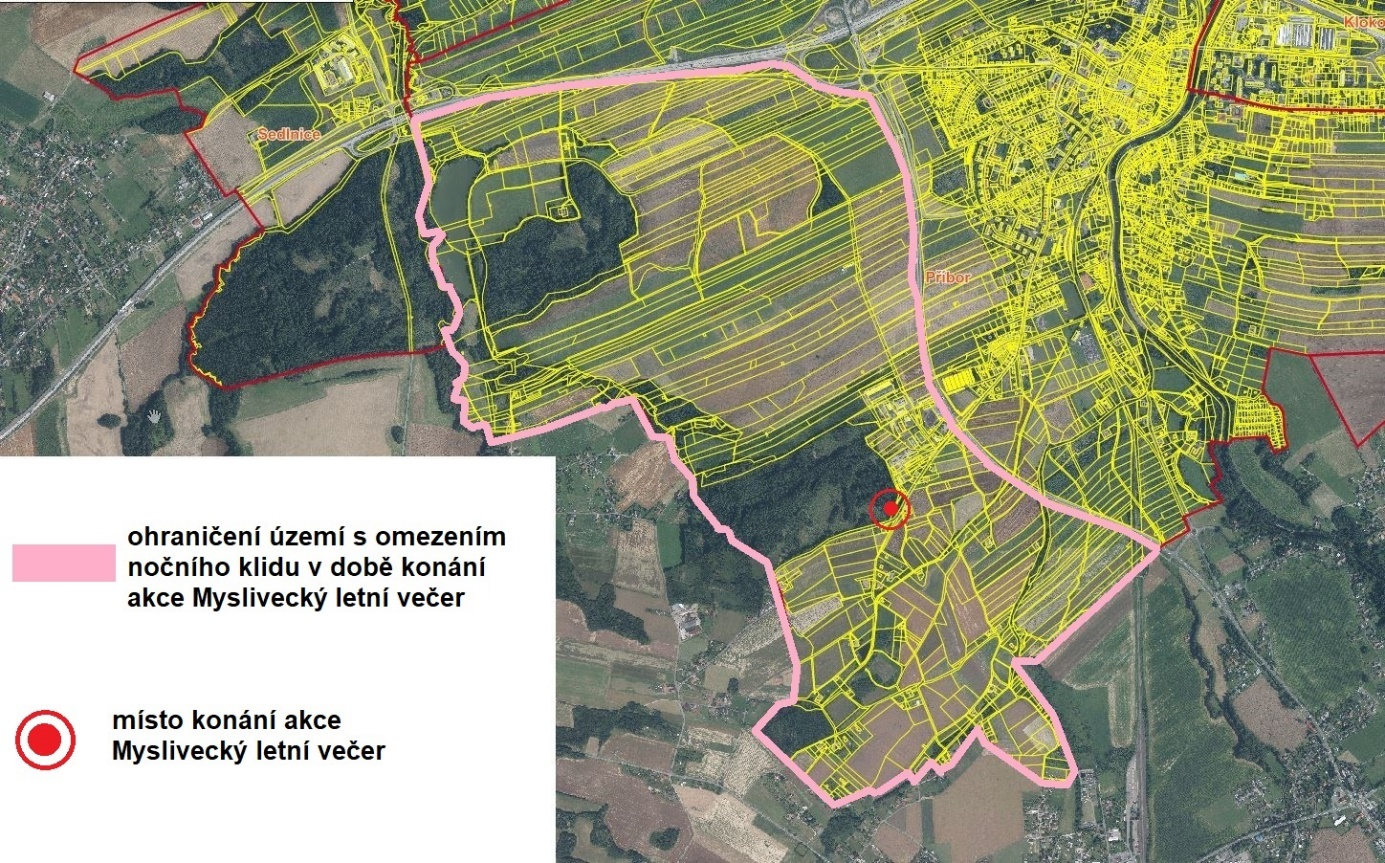 Kloko
Sedlnice
Příbor
ohraničení území s omezením
nočního klidu v době konání
akce Myslivecký letní večer
místo konání akce
Myslivecký letní večer